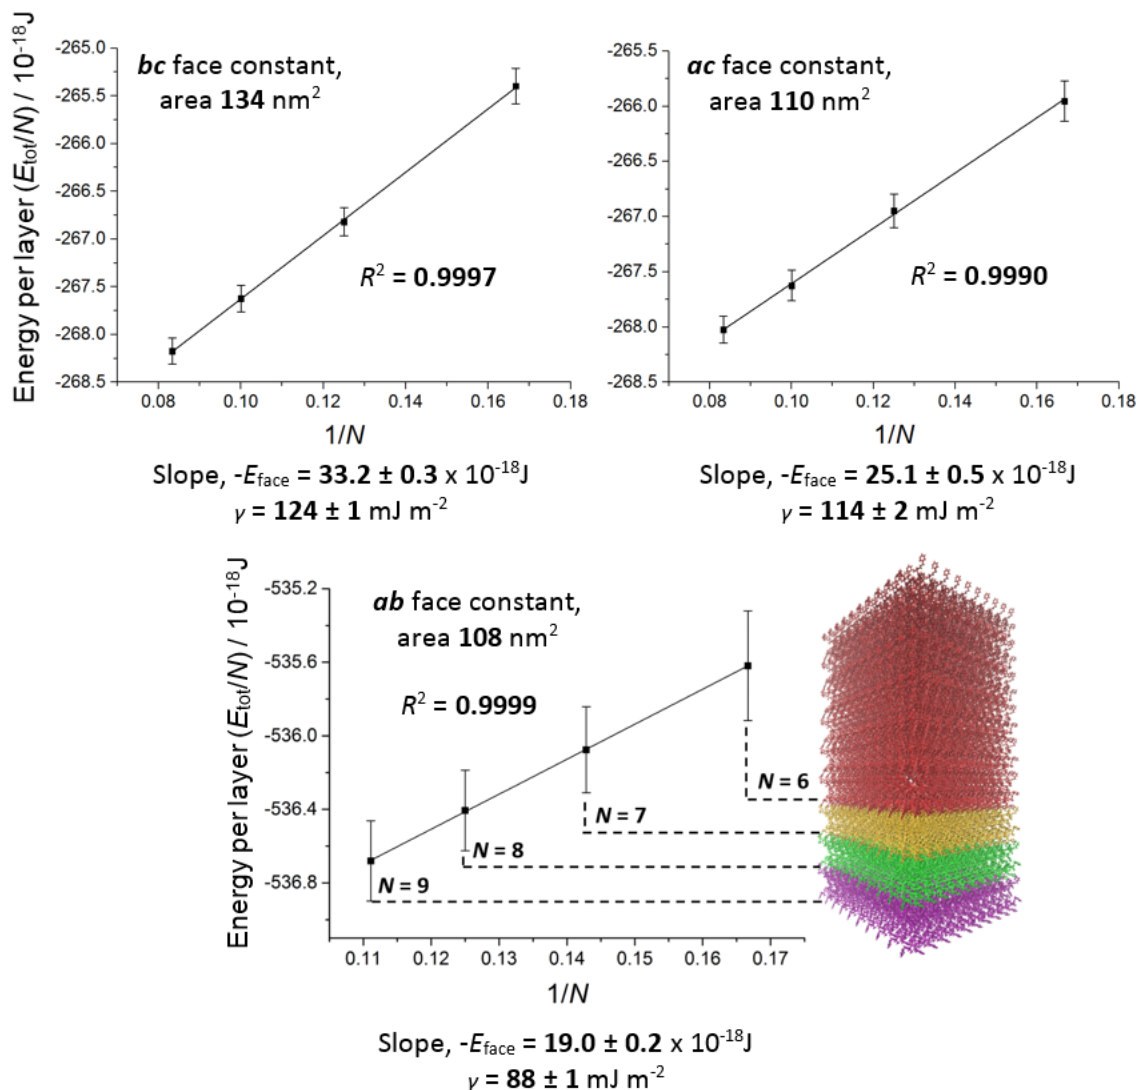 Energy per layer (Etot/N) / 10⁻¹⁸J
-265.0
-265.5
-266.0
-266.5
-267.0
-267.5
-268.0
-268.5
bc face constant,
area 134 nm²
R² = 0.9997
0.08 0.10 0.12 0.14 0.16 0.18
1/N
Slope, -Eface = 33.2 ± 0.3 x 10⁻¹⁸J
γ = 124 ± 1 mJ m⁻²
-265.5
-266.0
-266.5
-267.0
-267.5
-268.0
-268.5
ac face constant,
area 110 nm²
R² = 0.9990
0.08 0.10 0.12 0.14 0.16 0.18
1/N
Slope, -Eface = 25.1 ± 0.5 x 10⁻¹⁸J
γ = 114 ± 2 mJ m⁻²
Energy per layer (Etot/N) / 10⁻¹⁸J
-535.2
-535.6
-536.0
-536.4
-536.8
ab face constant,
area 108 nm²
R² = 0.9999
N = 6
N = 7
N = 8
N = 9
0.11 0.12 0.13 0.14 0.15 0.16 0.17
1/N
Slope, -Eface = 19.0 ± 0.2 x 10⁻¹⁸J
γ = 88 ± 1 mJ m⁻²